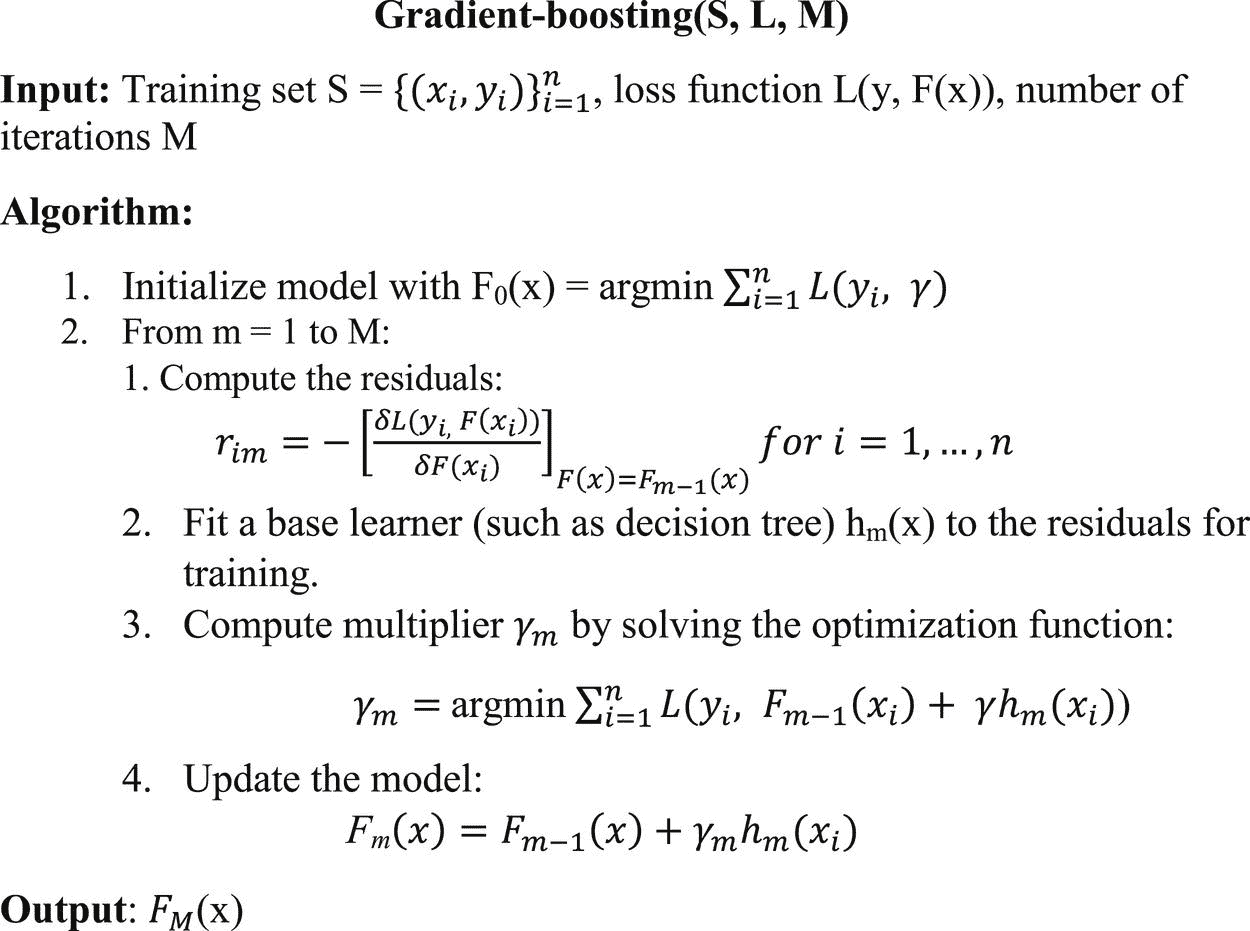 Gradient-boosting(S, L, M)
Input: Training set S = {(xᵢ, yᵢ)}ⁿᵢ₌₁, loss function L(y, F(x)), number of
iterations M
Algorithm:
1. Initialize model with F₀(x) = argmin ∑ⁿᵢ₌₁ L(yᵢ, γ)
2. From m = 1 to M:
1. Compute the residuals:
rᵢₘ = − [δL(yᵢ, F(xᵢ)) / δF(xᵢ)] F(x)=Fₘ₋₁(x) for i = 1, … , n
2. Fit a base learner (such as decision tree) hₘ(x) to the residuals for
training.
3. Compute multiplier γₘ by solving the optimization function:
γₘ = argmin ∑ⁿᵢ₌₁ L(yᵢ, Fₘ₋₁(xᵢ) + γhₘ(xᵢ))
4. Update the model:
Fₘ(x) = Fₘ₋₁(x) + γₘhₘ(xᵢ)
Output: F_M(x)